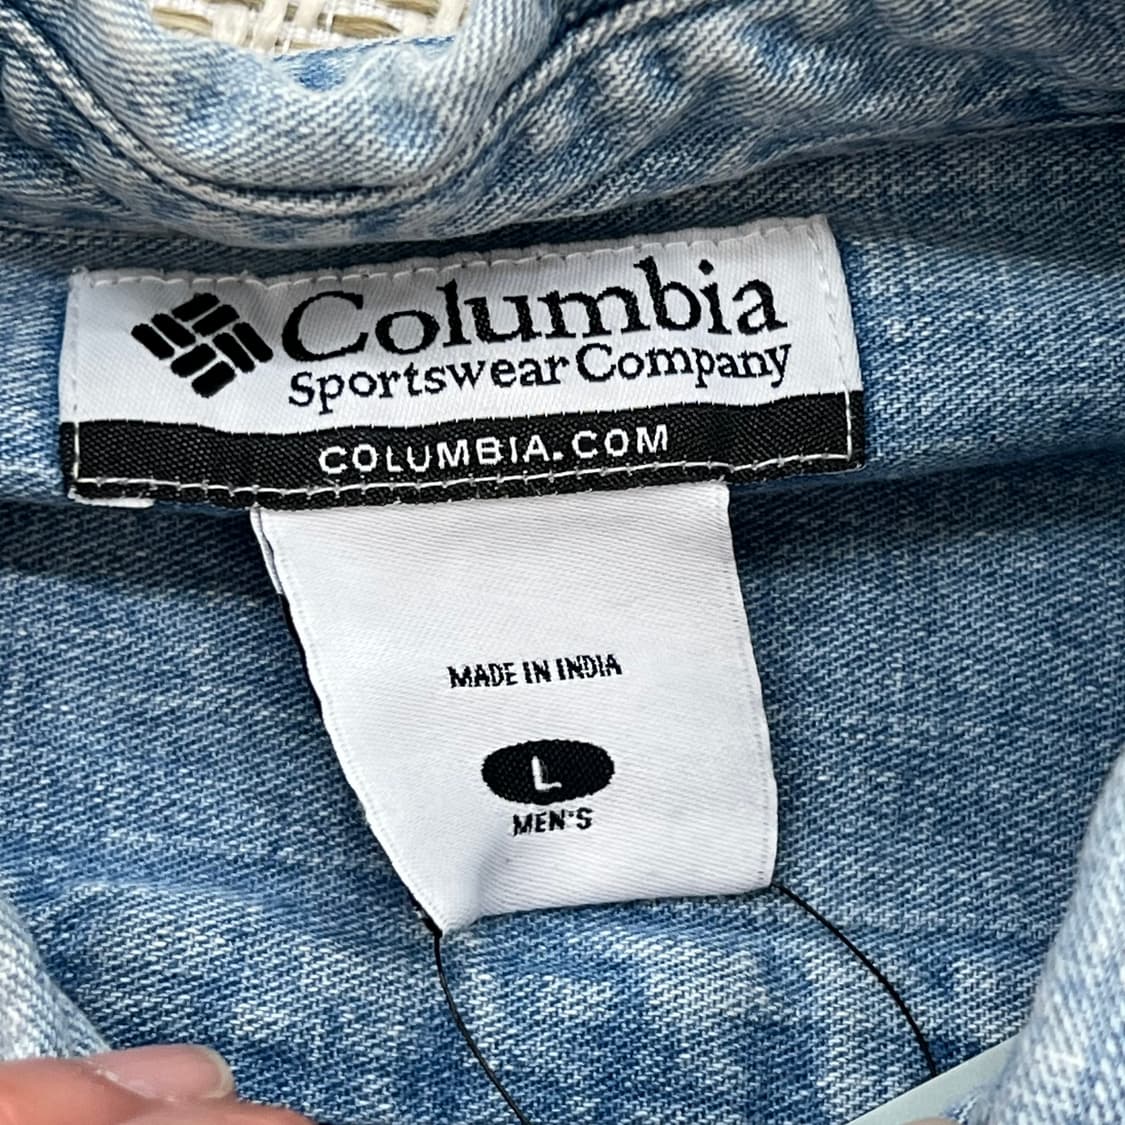 Columbia
Sportswear Company
COLUMBIA.COM
MADE IN INDIA
L
MEN'S